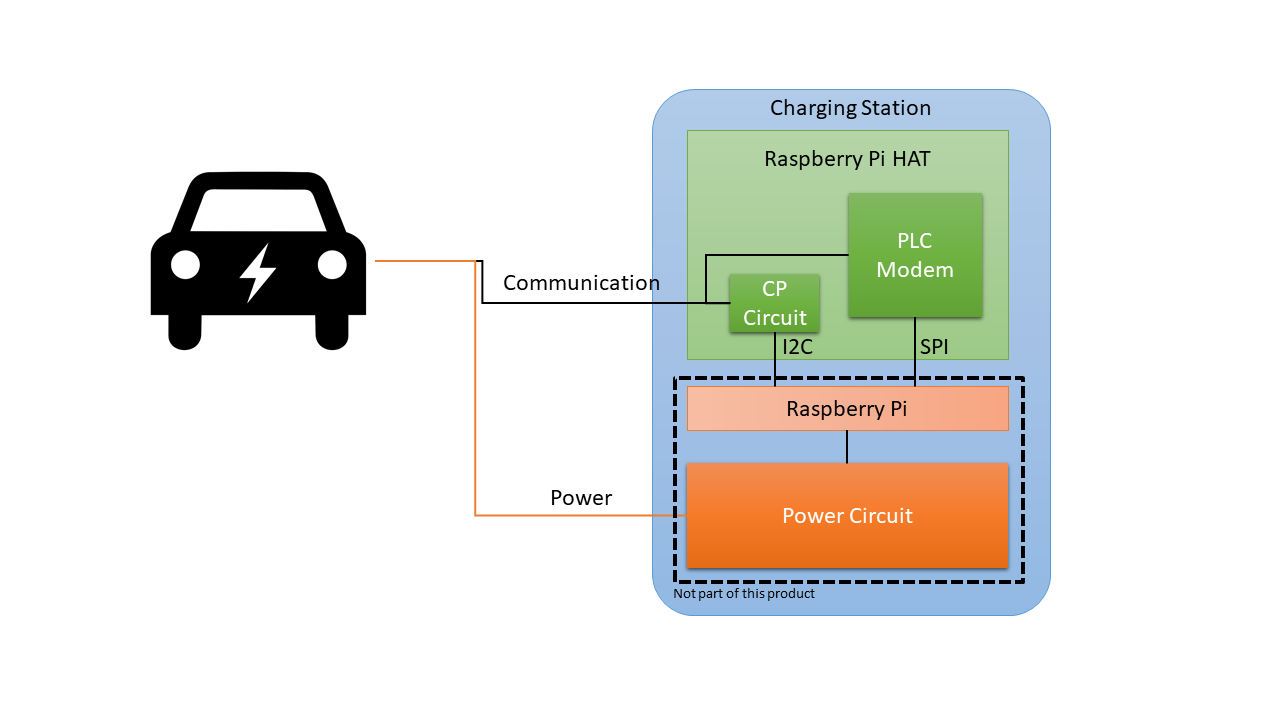 Charging Station
Raspberry Pi HAT
PLC
Modem
Communication
CP
Circuit
I2C
SPI
Raspberry Pi
Power
Power Circuit
Not part of this product